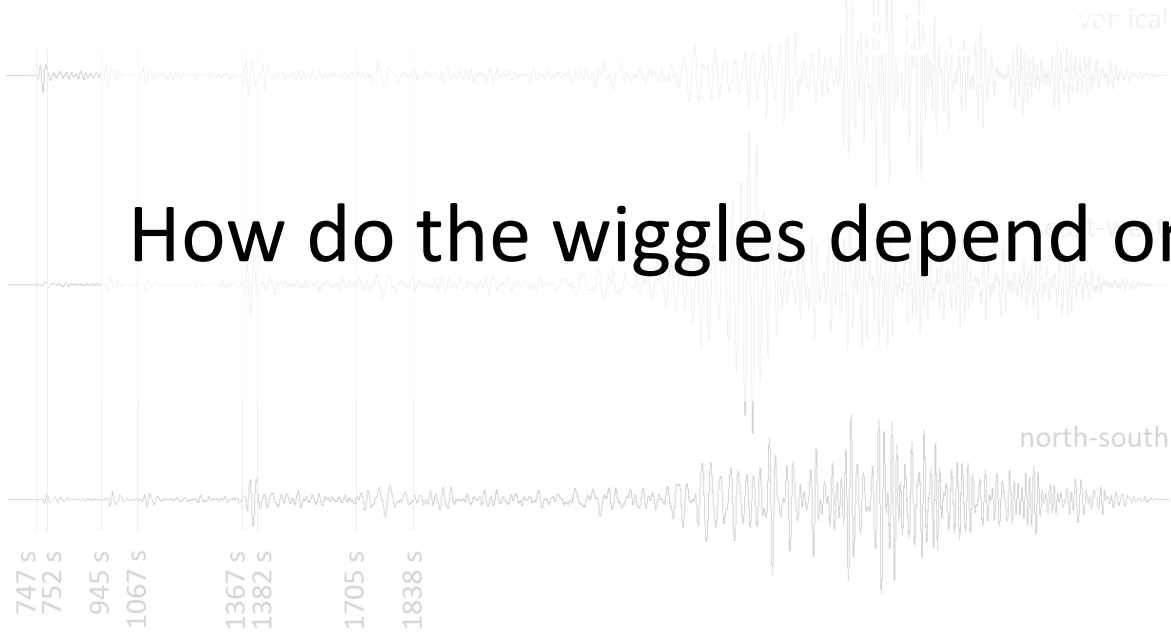 How do the wiggles depend on
north-south
747 s
752 s
945 s
1067 s
1367 s
1382 s
1705 s
1838 s